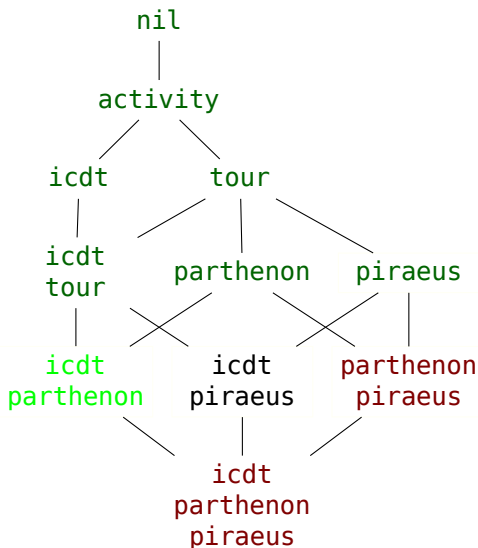 nil
activity
icdt
tour
icdt
tour
parthenon
piraeus
icdt
parthenon
icdt
piraeus
parthenon
piraeus
icdt
parthenon
piraeus